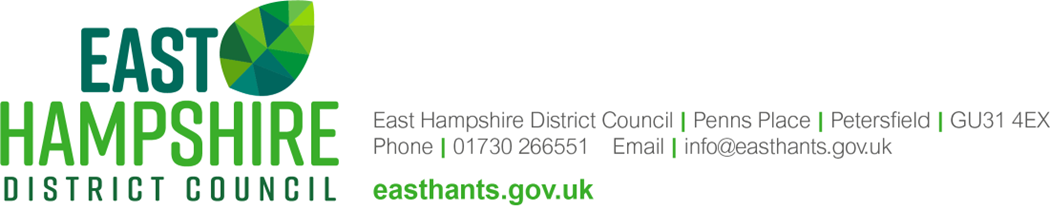 EAST
HAMPSHIRE
DISTRICT COUNCIL
East Hampshire District Council | Penns Place | Petersfield | GU31 4EX
Phone | 01730 266551 Email | info@easthants.gov.uk
easthants.gov.uk